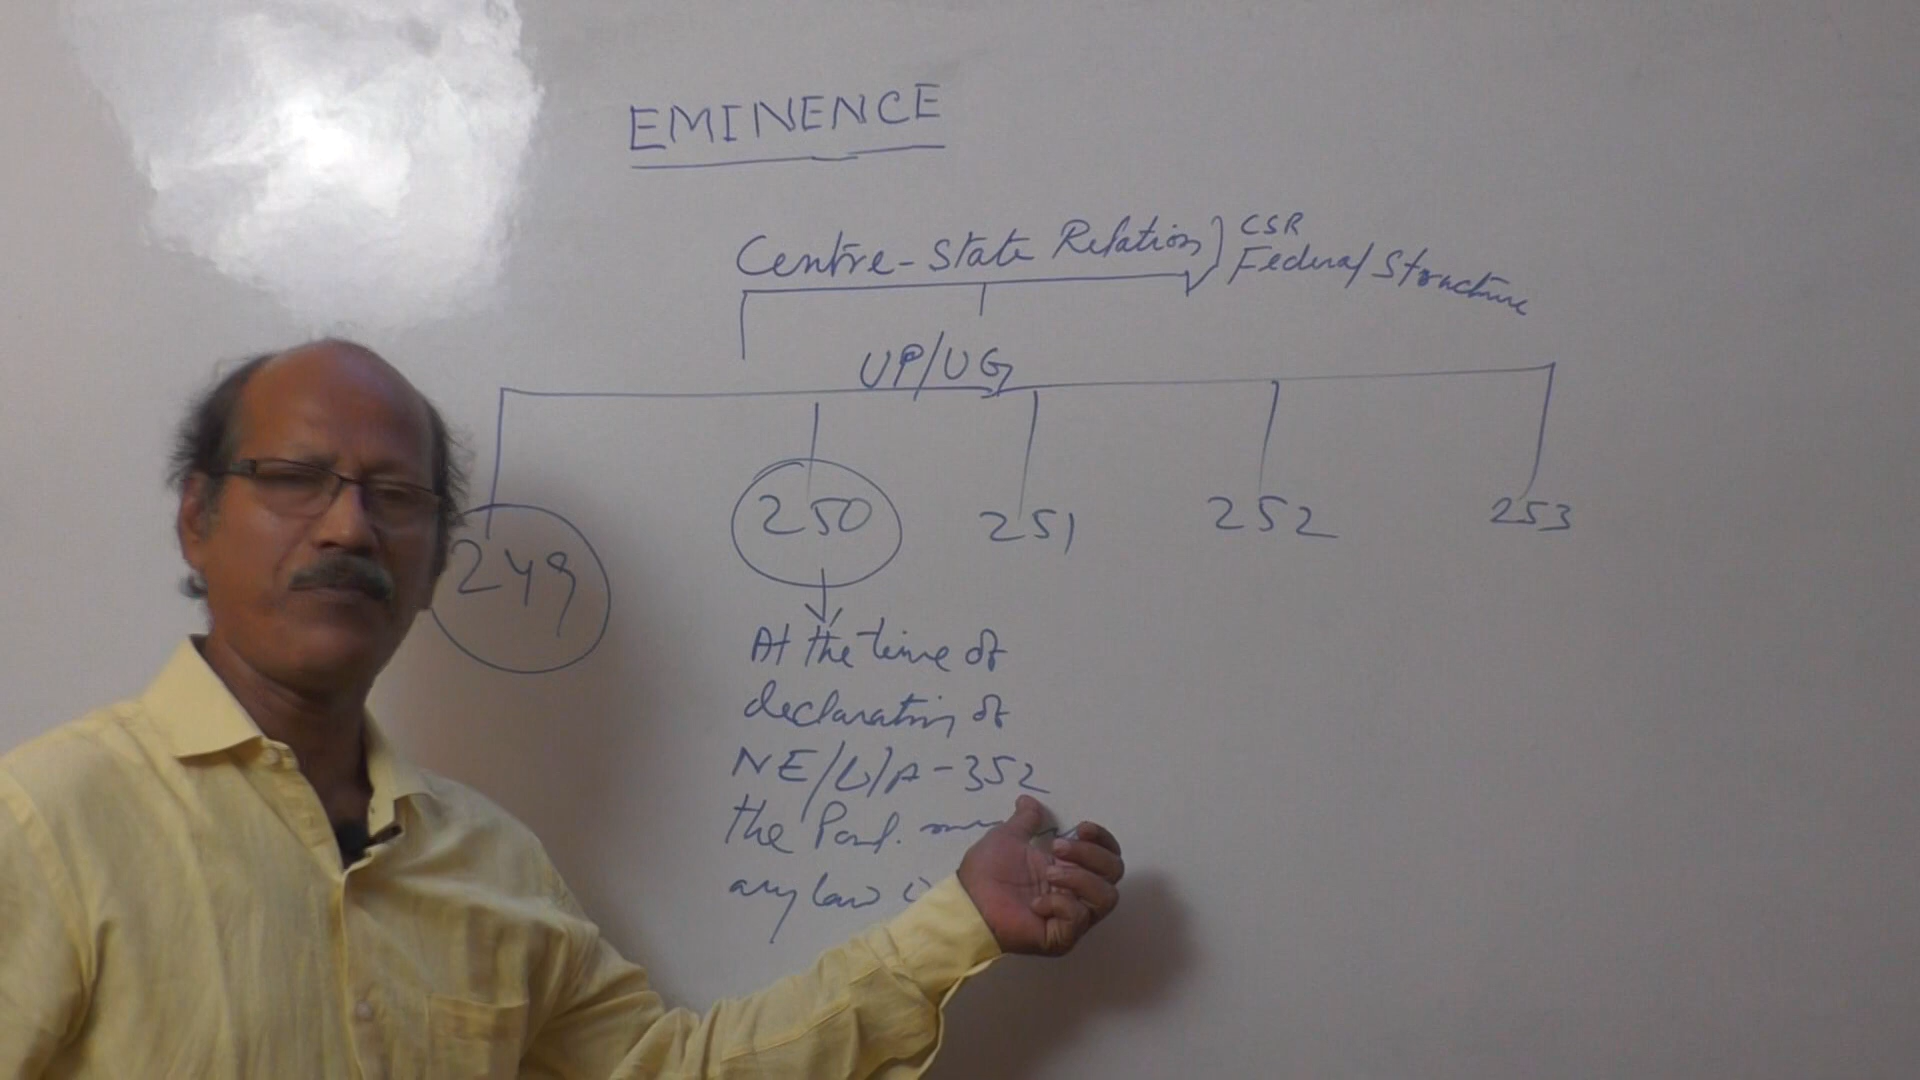 EMINENCE
Centre-State Relation
CSR
Federal Structure
UP/UG
249 250 251 252 253
At the time of
declaration of
NE/U/A-352
the Parl.
any law